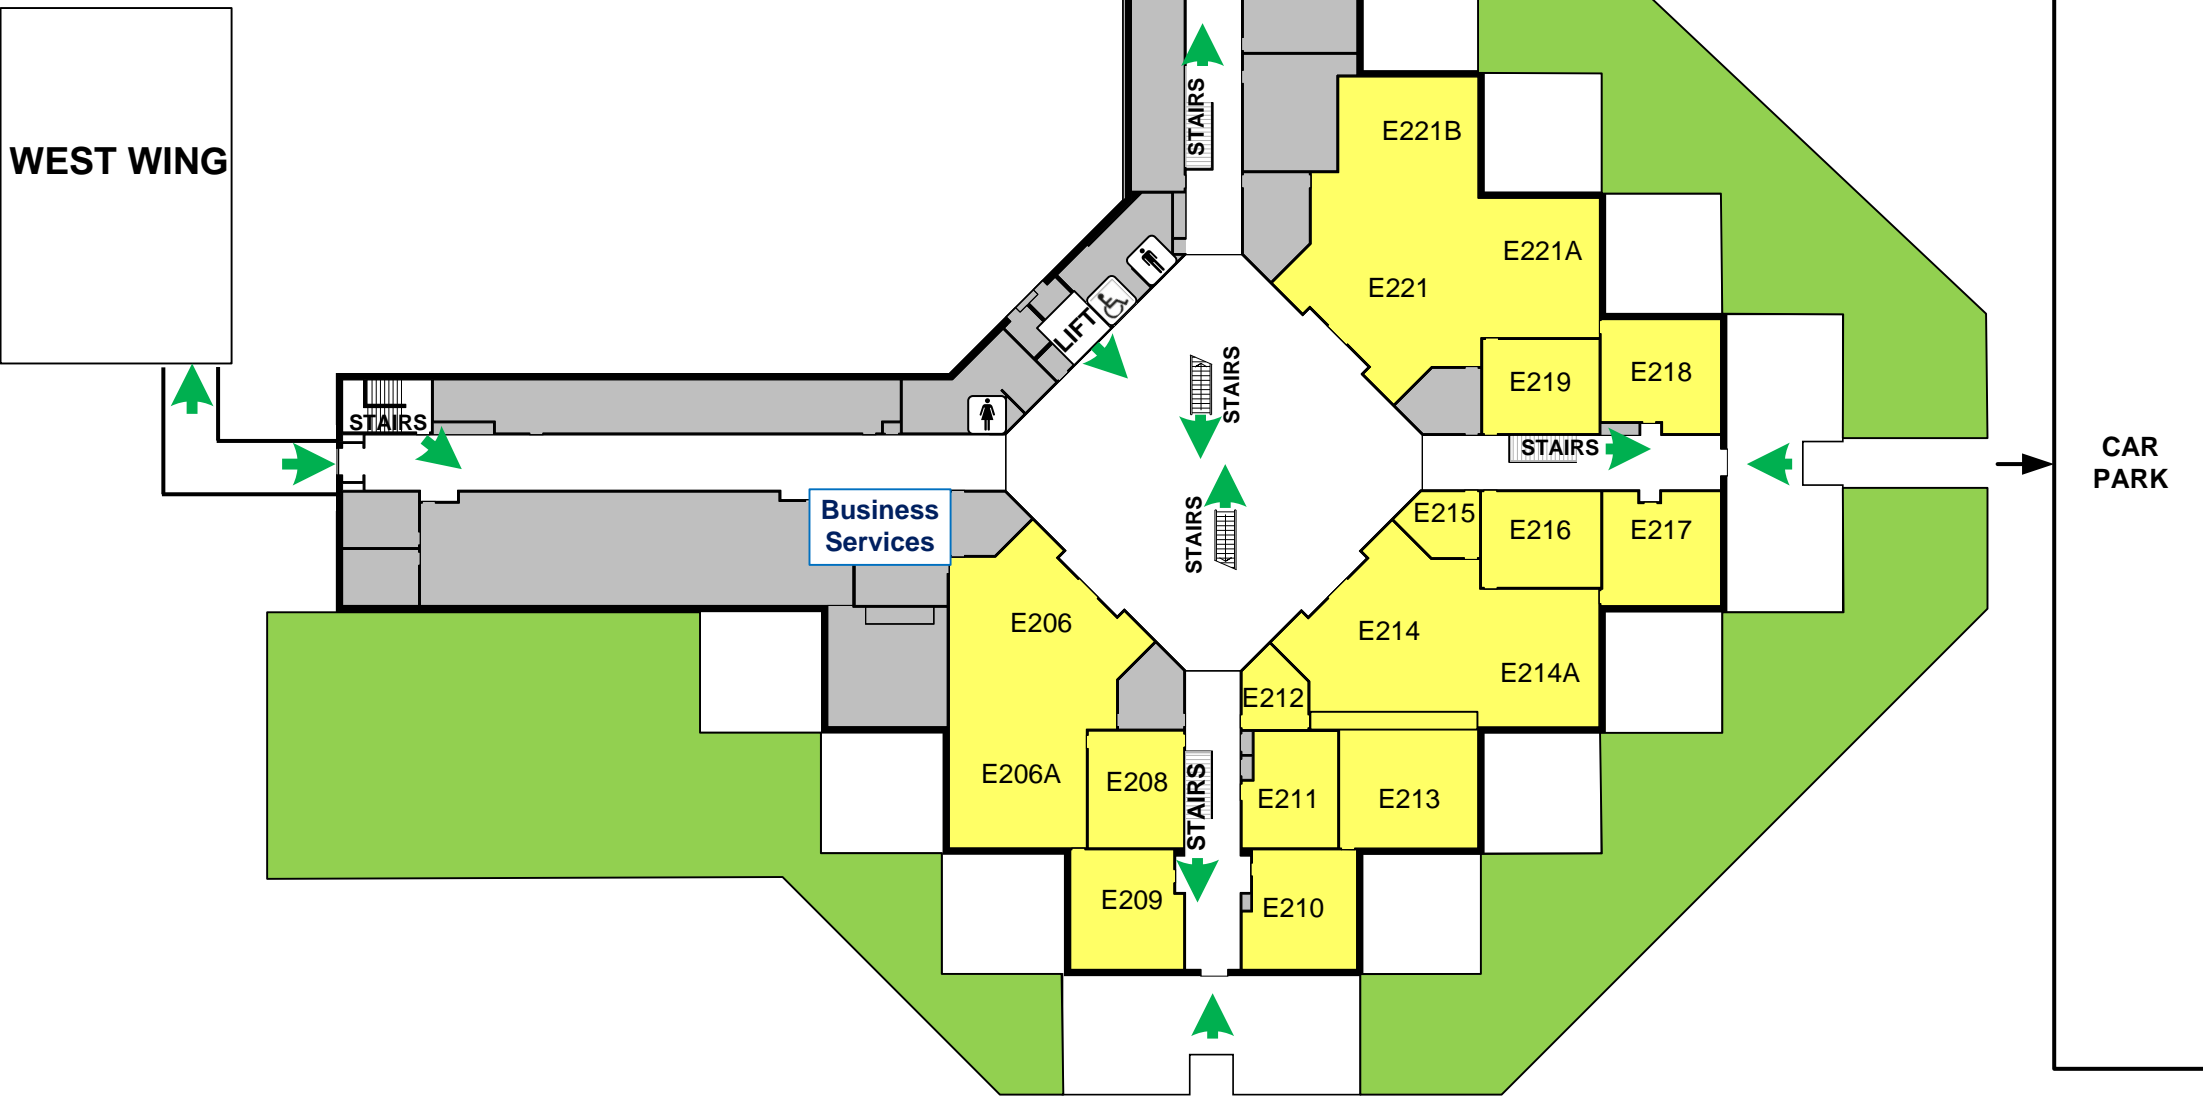 WEST WING
STAIRS
E221B
E221A
E221
LIFT
STAIRS
E219
E218
STAIRS
STAIRS
CAR
PARK
Business
Services
STAIRS
E215
E216
E217
E206
E214
E214A
E212
E206A
E208
STAIRS
E211
E213
E209
E210